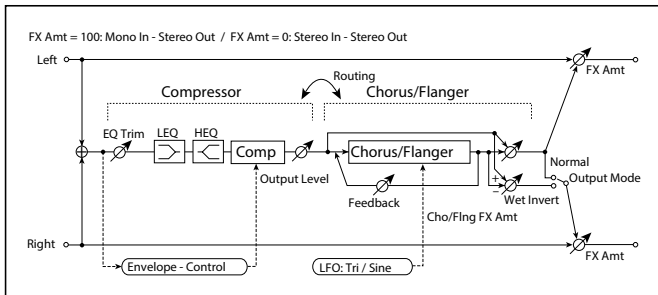 FX Amt = 100: Mono In - Stereo Out / FX Amt = 0: Stereo In - Stereo Out
Left
FX Amt
Routing
Compressor
Chorus/Flanger
EQ Trim
LEQ
HEQ
Comp
Output Level
Chorus/Flanger
Feedback
Normal
Output Mode
+
−
Wet Invert
Cho/Flng FX Amt
Right
FX Amt
Envelope - Control
LFO: Tri / Sine